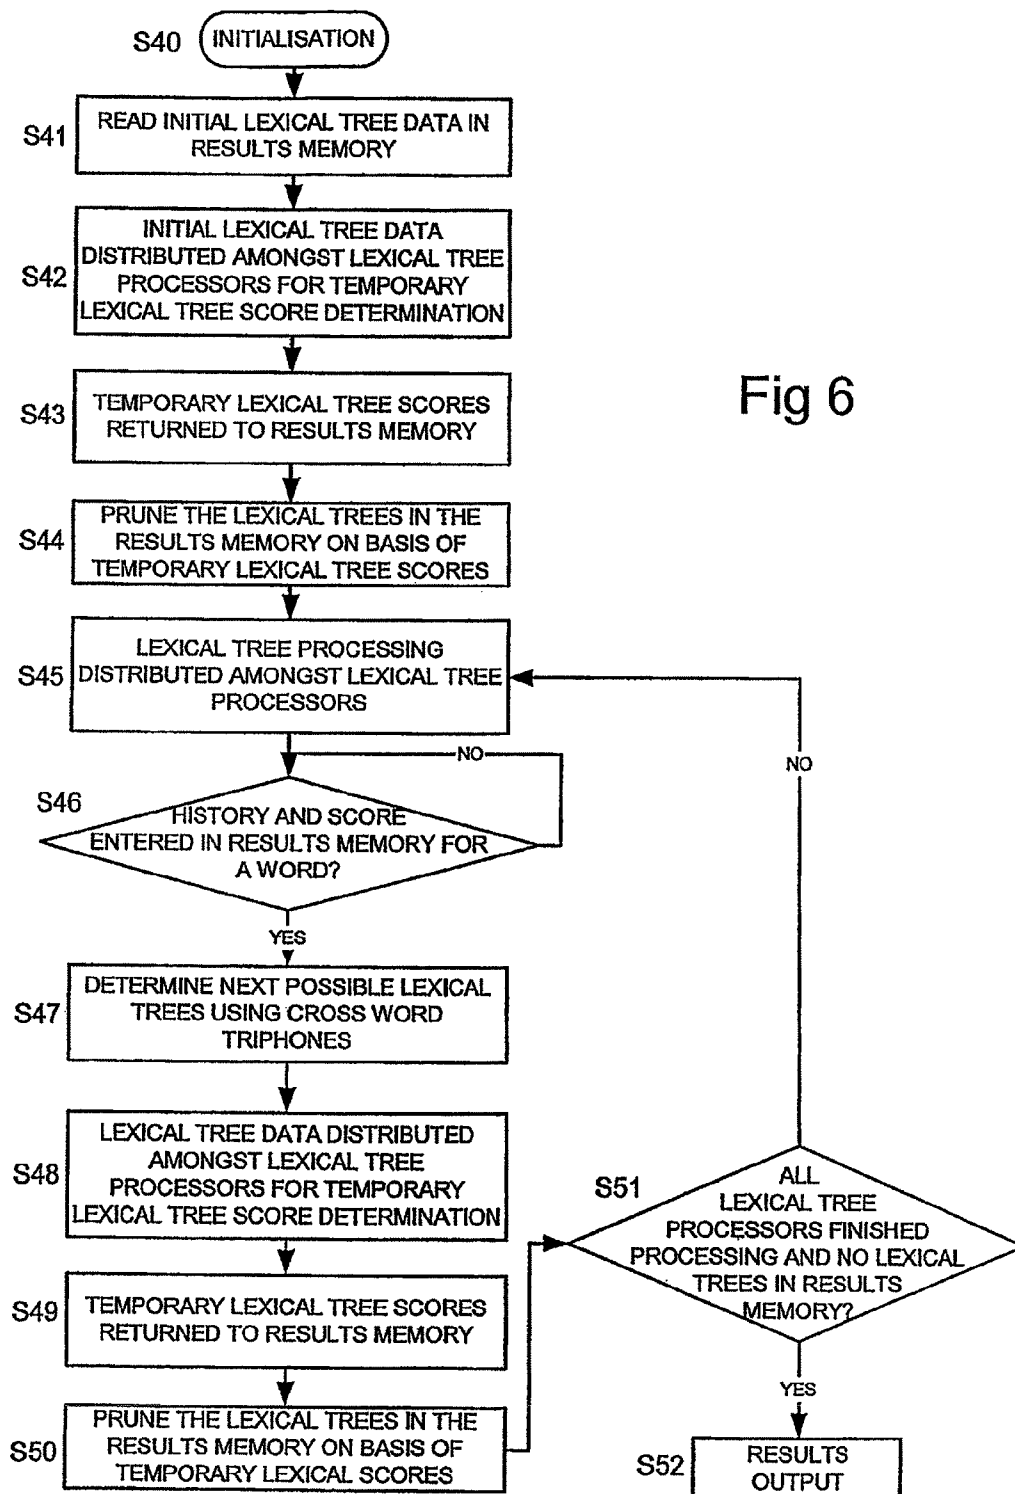 S40
INITIALISATION
S41
READ INITIAL LEXICAL TREE DATA IN
RESULTS MEMORY
S42
INITIAL LEXICAL TREE DATA
DISTRIBUTED AMONGST LEXICAL TREE
PROCESSORS FOR TEMPORARY
LEXICAL TREE SCORE DETERMINATION
S43
TEMPORARY LEXICAL TREE SCORES
RETURNED TO RESULTS MEMORY
Fig 6
S44
PRUNE THE LEXICAL TREES IN THE
RESULTS MEMORY ON BASIS OF
TEMPORARY LEXICAL TREE SCORES
S45
LEXICAL TREE PROCESSING
DISTRIBUTED AMONGST LEXICAL TREE
PROCESSORS
NO
S46
HISTORY AND SCORE
ENTERED IN RESULTS MEMORY FOR
A WORD?
YES
NO
S47
DETERMINE NEXT POSSIBLE LEXICAL
TREES USING CROSS WORD
TRIPHONES
S48
LEXICAL TREE DATA DISTRIBUTED
AMONGST LEXICAL TREE
PROCESSORS FOR TEMPORARY
LEXICAL TREE SCORE DETERMINATION
S49
TEMPORARY LEXICAL TREE SCORES
RETURNED TO RESULTS MEMORY
S50
PRUNE THE LEXICAL TREES IN THE
RESULTS MEMORY ON BASIS OF
TEMPORARY LEXICAL SCORES
S51
ALL
LEXICAL TREE
PROCESSORS FINISHED
PROCESSING AND NO LEXICAL
TREES IN RESULTS
MEMORY?
YES
S52
RESULTS
OUTPUT